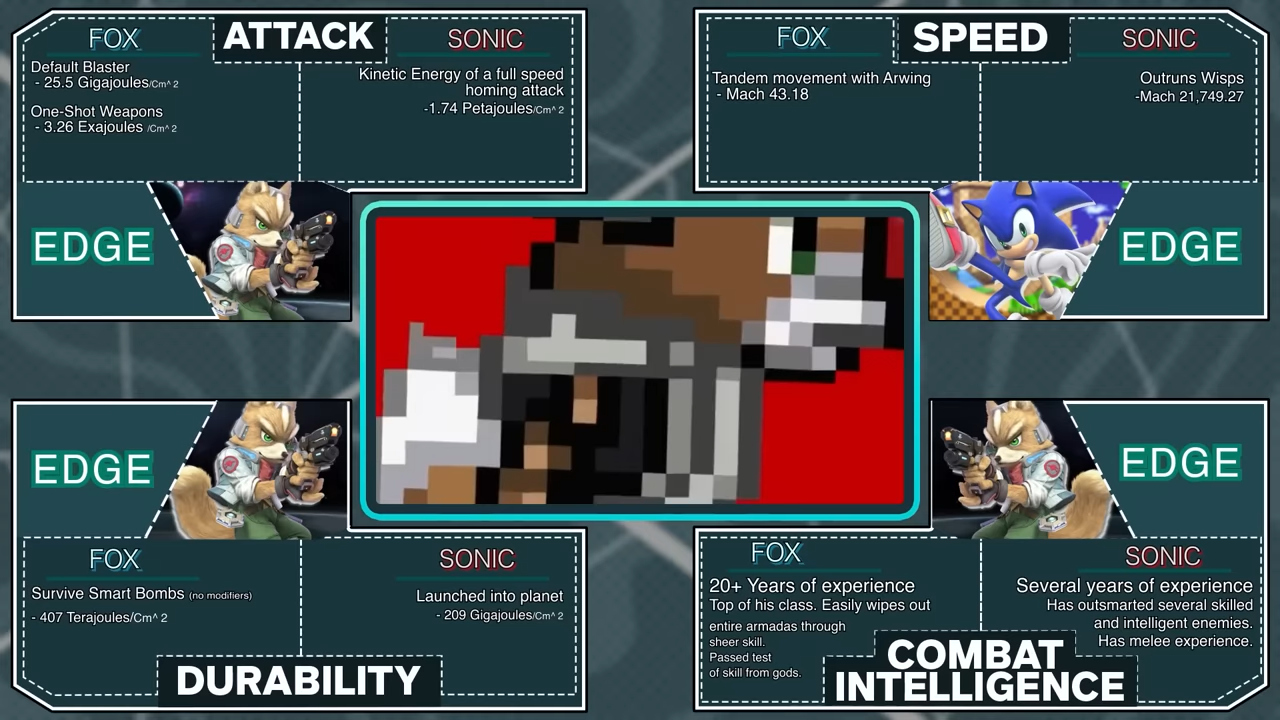 ATTACK
FOX
Default Blaster
- 25.5 Gigajoules/Cm^2
One-Shot Weapons
- 3.26 Exajoules /Cm^2
SONIC
Kinetic Energy of a full speed
homing attack
-1.74 Petajoules/Cm^2
EDGE
SPEED
FOX
Tandem movement with Arwing
- Mach 43.18
SONIC
Outruns Wisps
-Mach 21,749.27
EDGE
EDGE
FOX
Survive Smart Bombs (no modifiers)
- 407 Terajoules/Cm^2
SONIC
Launched into planet
- 209 Gigajoules/Cm^2
DURABILITY
EDGE
FOX
20+ Years of experience
Top of his class. Easily wipes out
entire armadas through
sheer skill.
Passed test
of skill from gods.
SONIC
Several years of experience
Has outsmarted several skilled
and intelligent enemies.
Has melee experience.
COMBAT
INTELLIGENCE